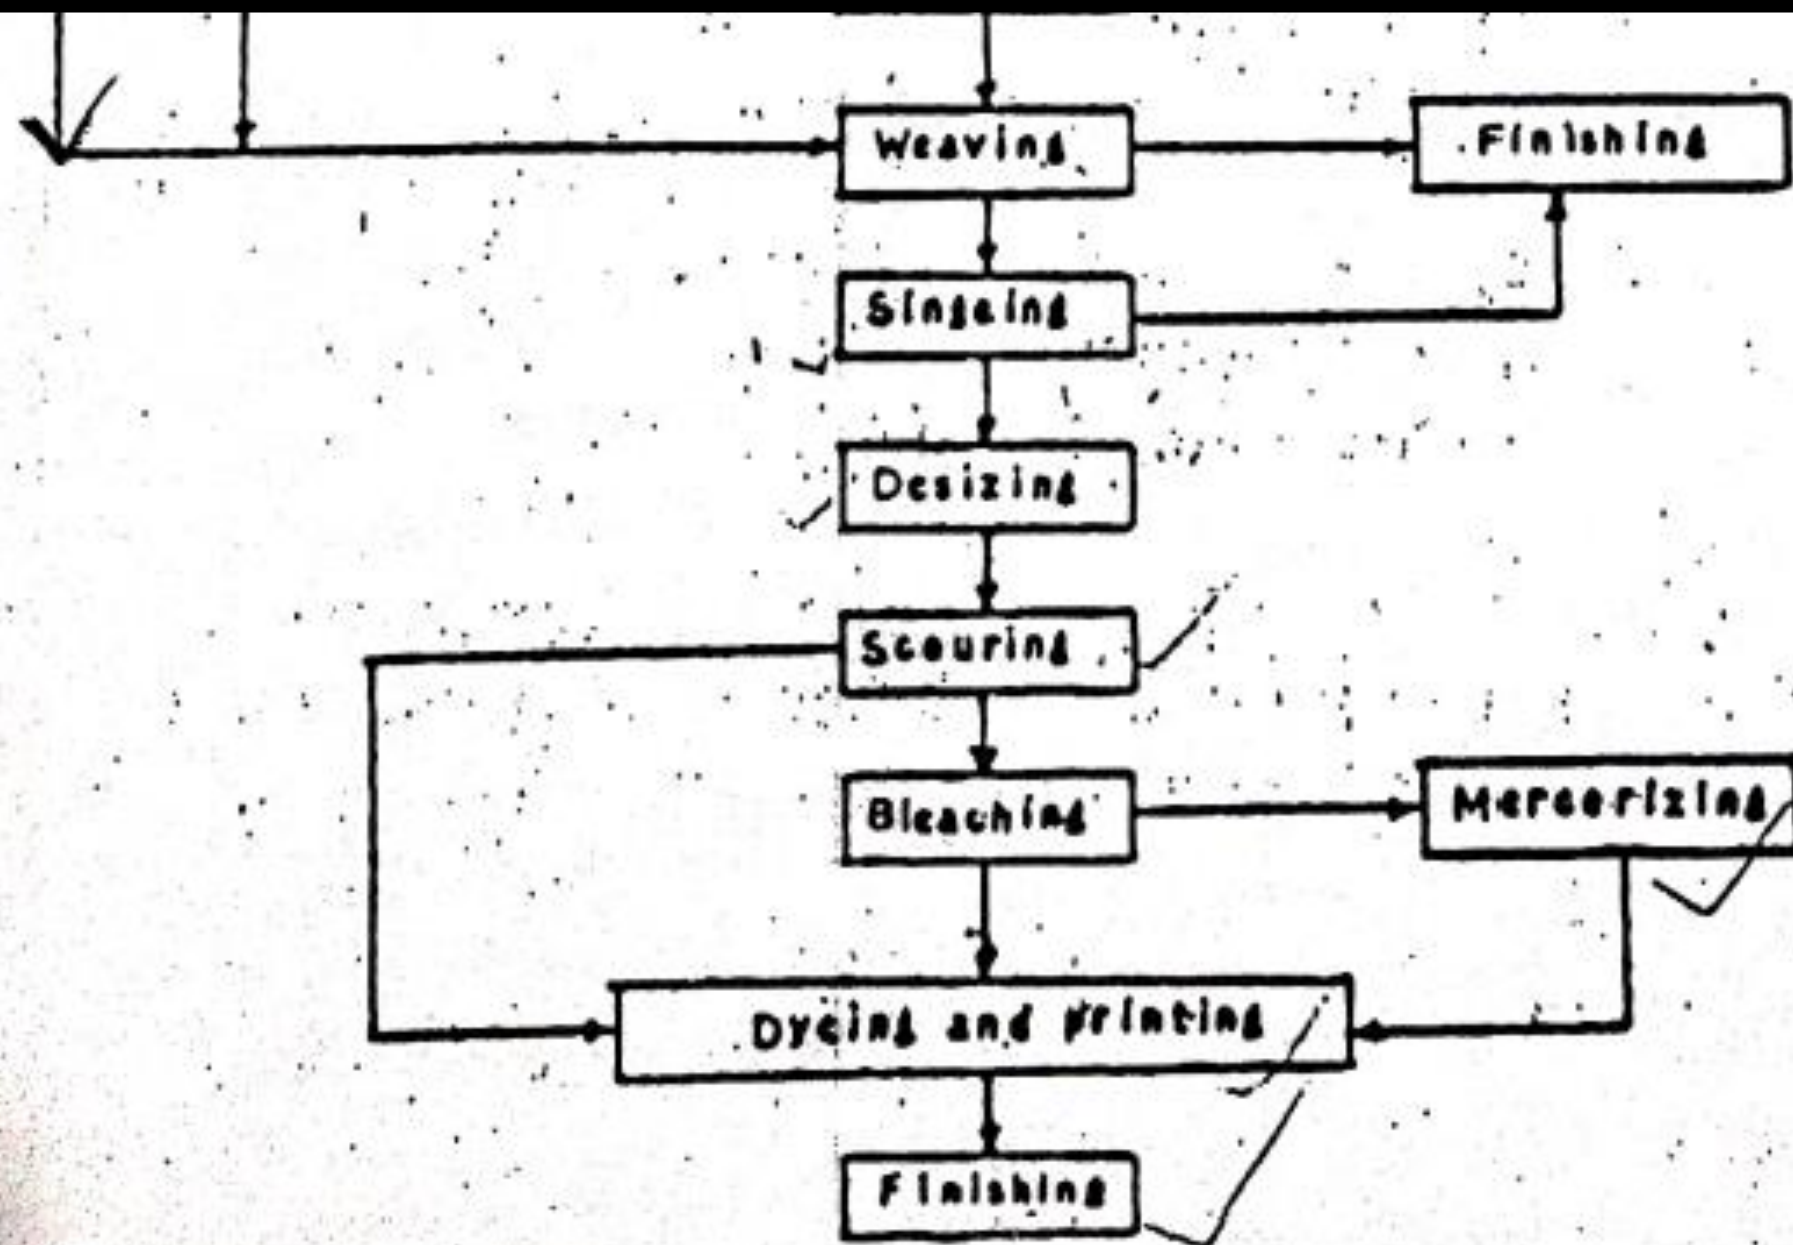 Weaving
Finishing
Singeing
Desizing
Scouring
Bleaching
Mercerizing
Dyeing and Printing
Finishing